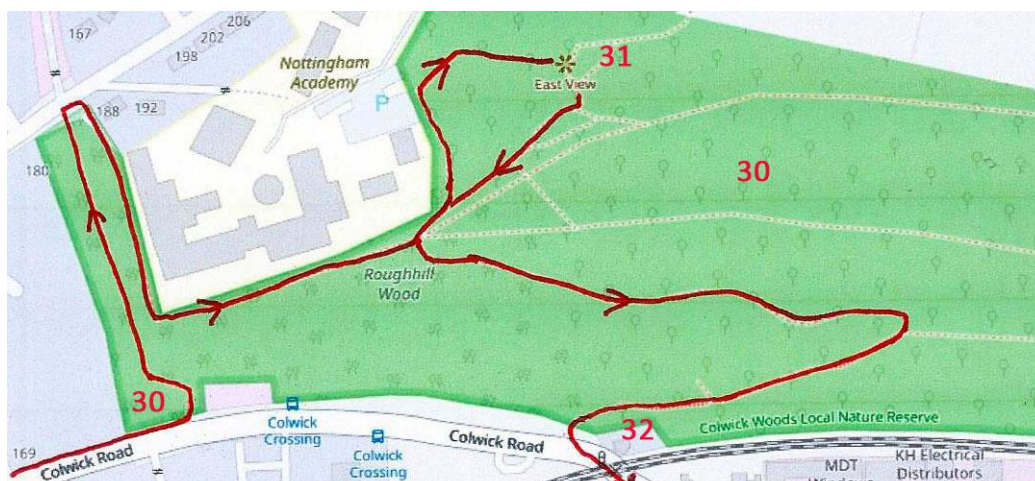 167
206
202
198
Nottingham
Academy
P
31
East View
188
192
180
30
Roughhill
Wood
30
169
Colwick Road
Colwick
Crossing
Colwick
Crossing
Colwick Road
32
Colwick Woods Local Nature Reserve
MDT
KH Electrical
Distributors